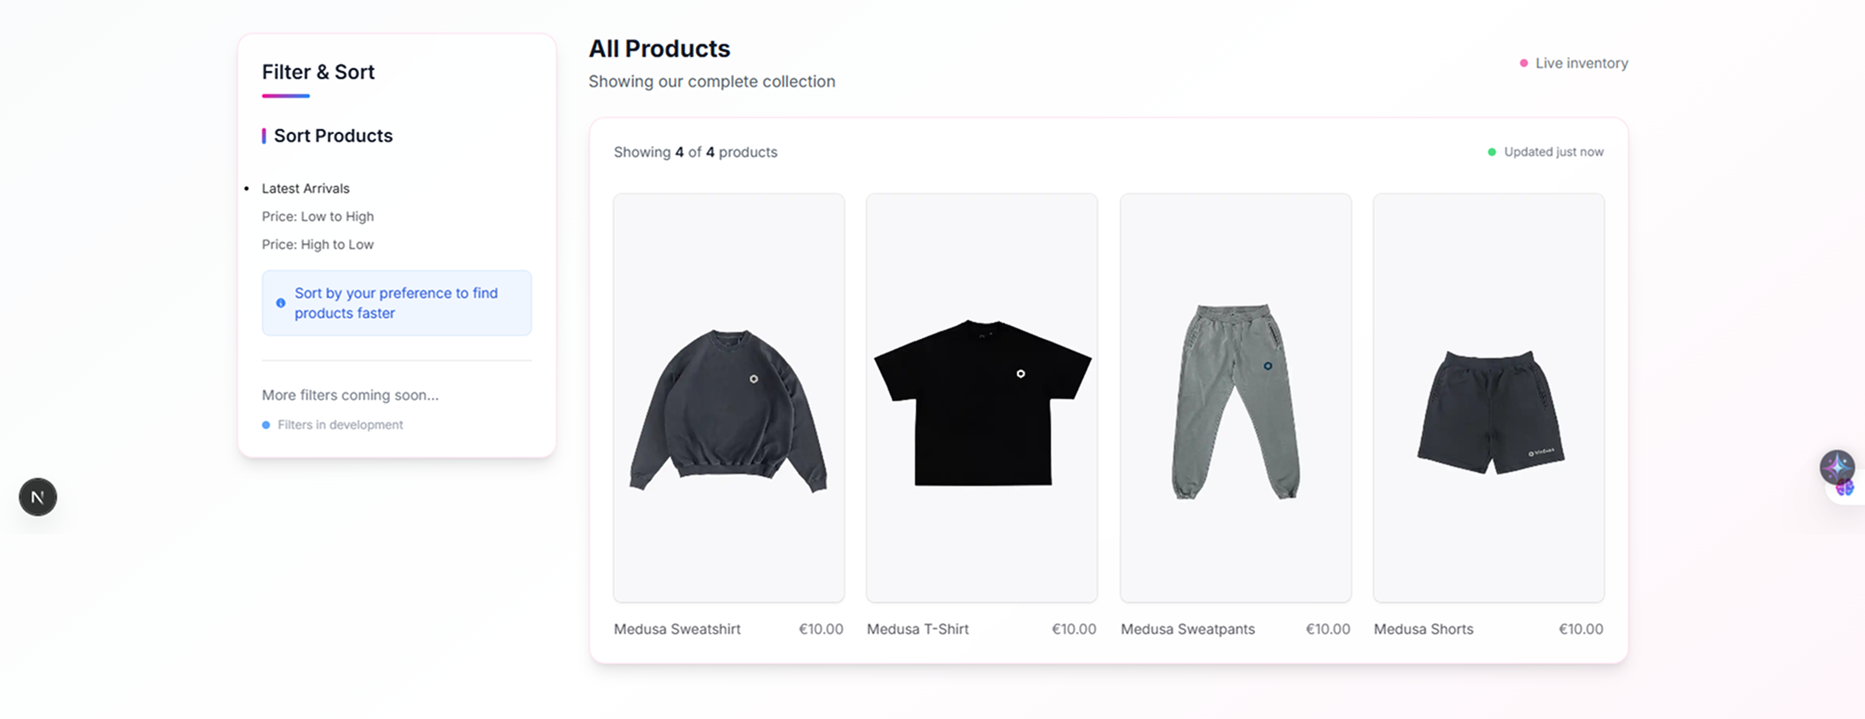 Filter & Sort
Sort Products
Latest Arrivals
Price: Low to High
Price: High to Low
Sort by your preference to find
products faster
More filters coming soon...
Filters in development
All Products
Showing our complete collection
Live inventory
Showing 4 of 4 products
Updated just now
Medusa Sweatshirt €10.00
Medusa T-Shirt €10.00
Medusa Sweatpants €10.00
Medusa Shorts €10.00
N